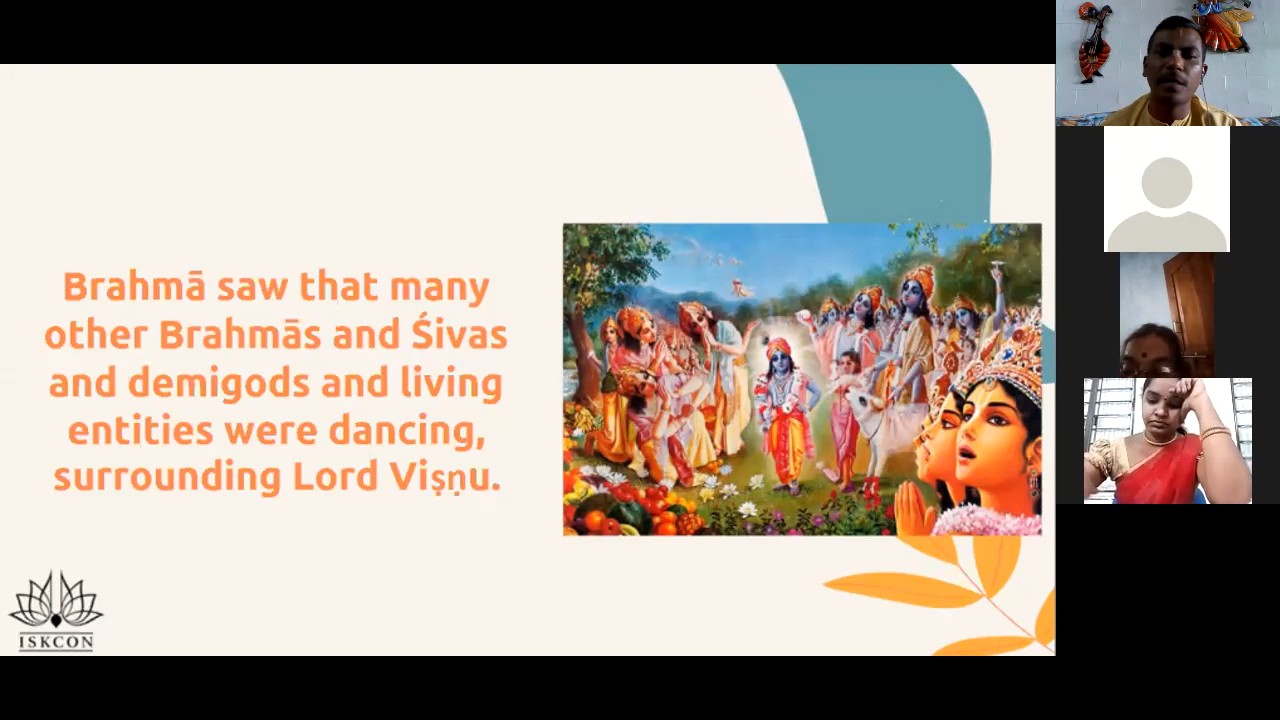 Brahmā saw that many
other Brahmās and Śivas
and demigods and living
entities were dancing,
surrounding Lord Viṣṇu.
ISKCON